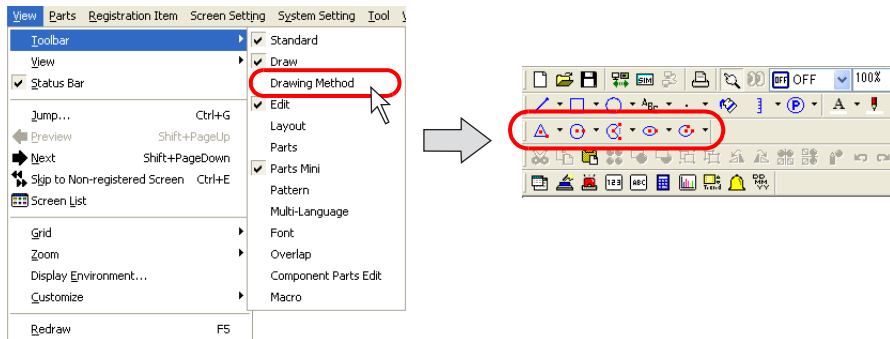 View Parts Registration Item Screen Setting System Setting Tool
Toolbar
View
Status Bar
Jump... Ctrl+G
Preview Shift+PageUp
Next Shift+PageDown
Skip to Non-registered Screen Ctrl+E
Screen List
Grid
Zoom
Display Environment...
Customize
Redraw F5
Standard
Draw
Drawing Method
Edit
Layout
Parts
Parts Mini
Pattern
Multi-Language
Font
Overlap
Component Parts Edit
Macro
SIM OFF OFF 100%
ABC P A
123 ABC Trend DD. MM YY